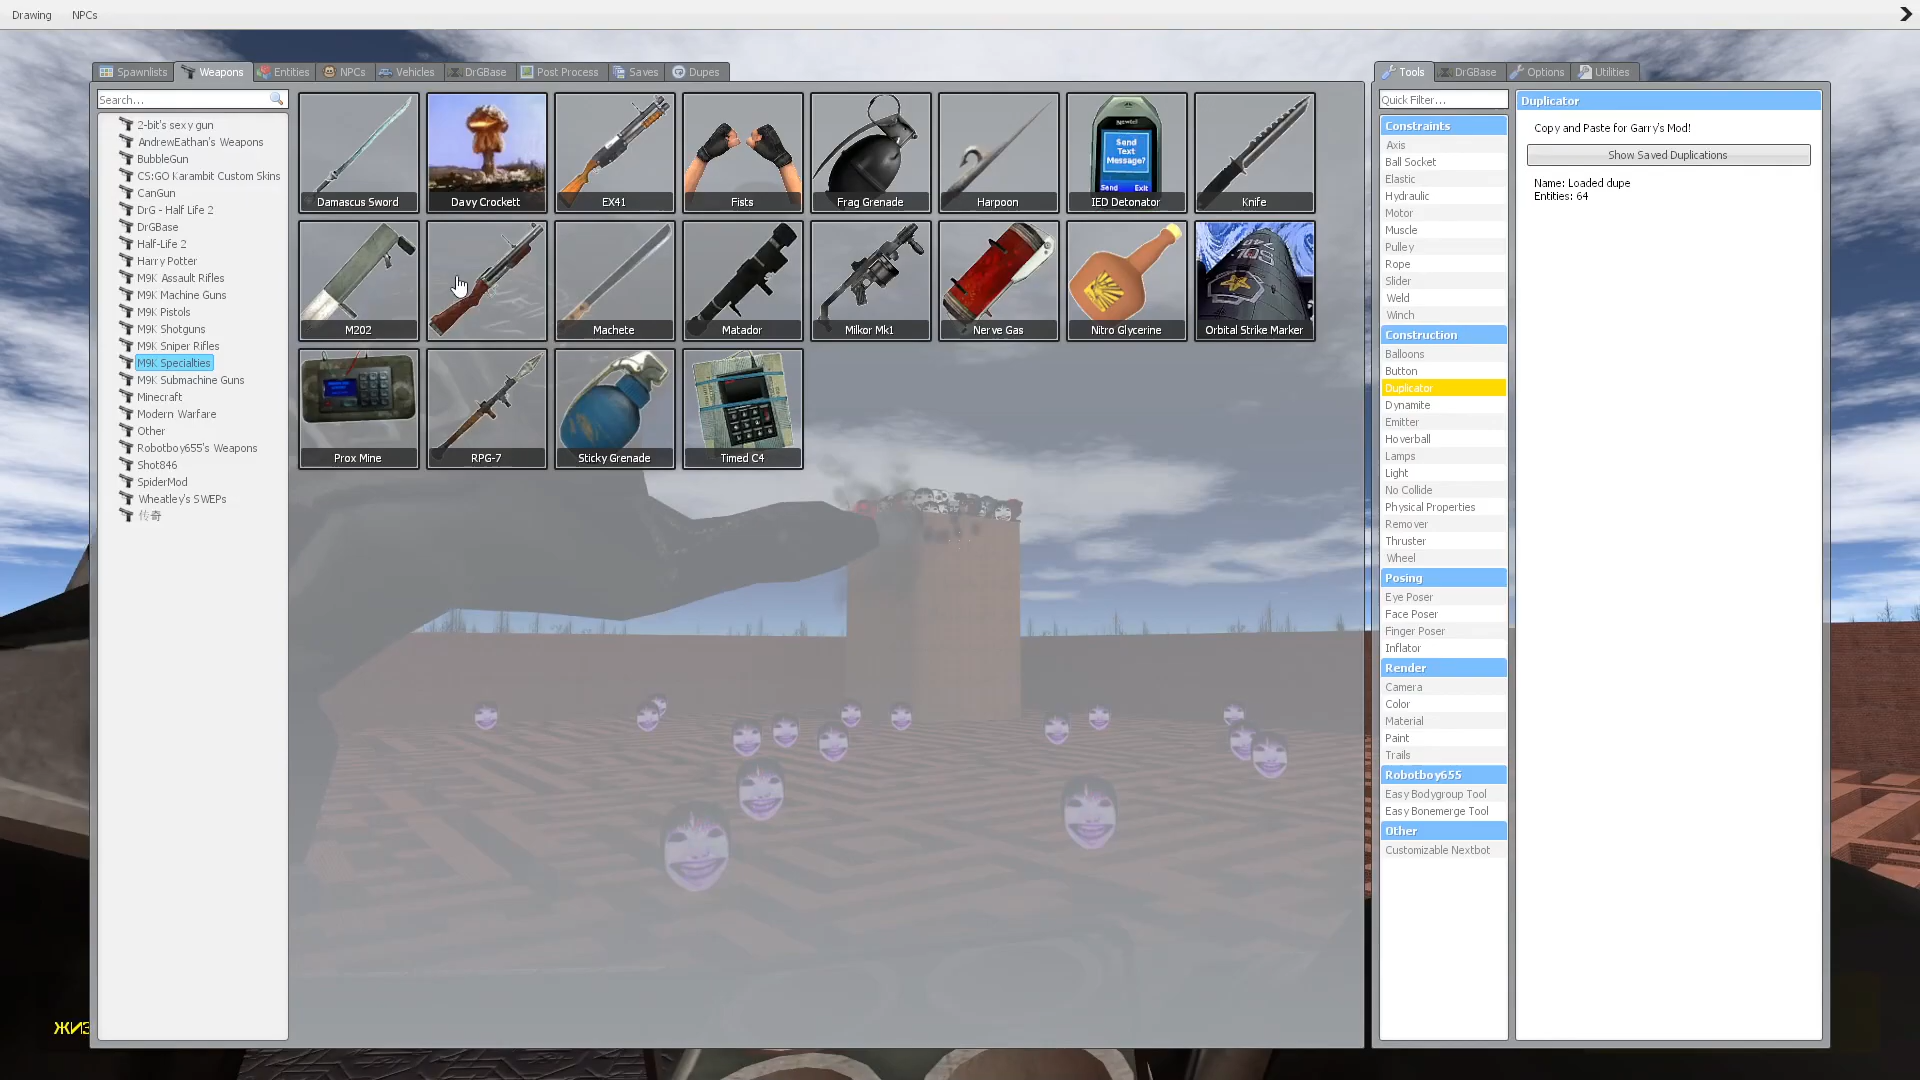 Drawing NPCs
Spawnlists Weapons Entities NPCs Vehicles DrGBase Post Process Saves Dupes
Search...
2-bit's sexy gun
AndrewEathan's Weapons
BubbleGun
CS:GO Karambit Custom Skins
CanGun
DrG - Half Life 2
DrGBase
Half-Life 2
Harry Potter
M9K Assault Rifles
M9K Machine Guns
M9K Pistols
M9K Shotguns
M9K Sniper Rifles
M9K Specialties
M9K Submachine Guns
Minecraft
Modern Warfare
Other
Robotboy655's Weapons
Shot846
SpiderMod
Wheatley's SWEPs
传奇
Damascus Sword
Davy Crockett
EX41
Fists
Frag Grenade
Harpoon
Newtel
Send
Text
Message?
Send Exit
IED Detonator
Knife
M202
Machete
Matador
Milkor Mk1
Nerve Gas
Nitro Glycerine
Orbital Strike Marker
Prox Mine
RPG-7
Sticky Grenade
Timed C4
Tools DrGBase Options Utilities
Quick Filter...
Constraints
Axis
Ball Socket
Elastic
Hydraulic
Motor
Muscle
Pulley
Rope
Slider
Weld
Winch
Construction
Balloons
Button
Duplicator
Dynamite
Emitter
Hoverball
Lamps
Light
No Collide
Physical Properties
Remover
Thruster
Wheel
Posing
Eye Poser
Face Poser
Finger Poser
Inflator
Render
Camera
Color
Material
Paint
Trails
Robotboy655
Easy Bodygroup Tool
Easy Bonemerge Tool
Other
Customizable Nextbot
Duplicator
Copy and Paste for Garry's Mod!
Show Saved Duplications
Name: Loaded dupe
Entities: 64